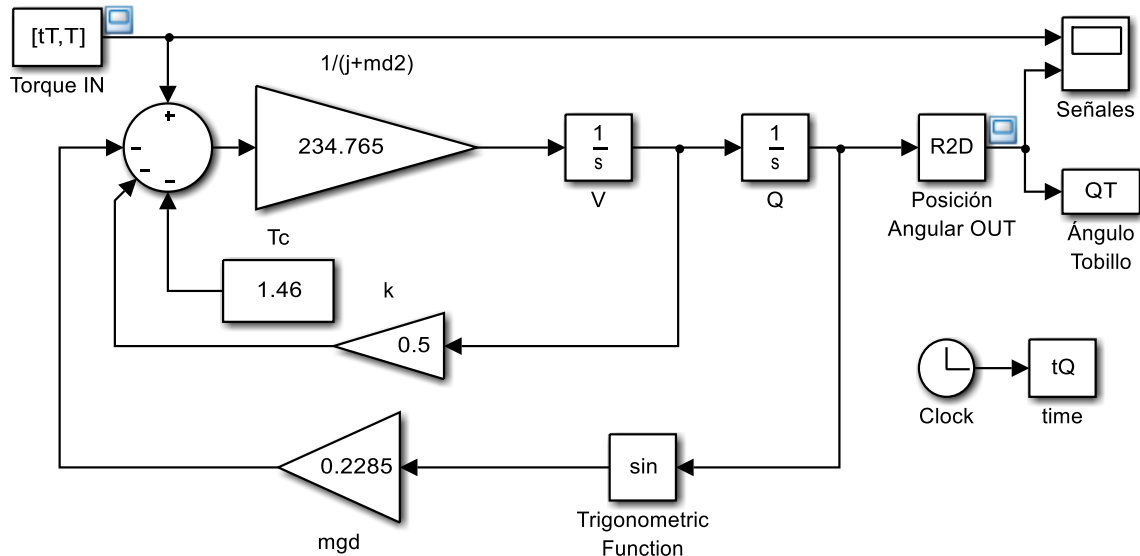 [tT,T]
Torque IN
1/(j+md2)
+
-
-
-
234.765
1
s
V
1
s
Q
R2D
Posición
Angular OUT
Señales
QT
Ángulo
Tobillo
Tc
1.46
k
0.5
Clock
tQ
time
0.2285
mgd
sin
Trigonometric
Function